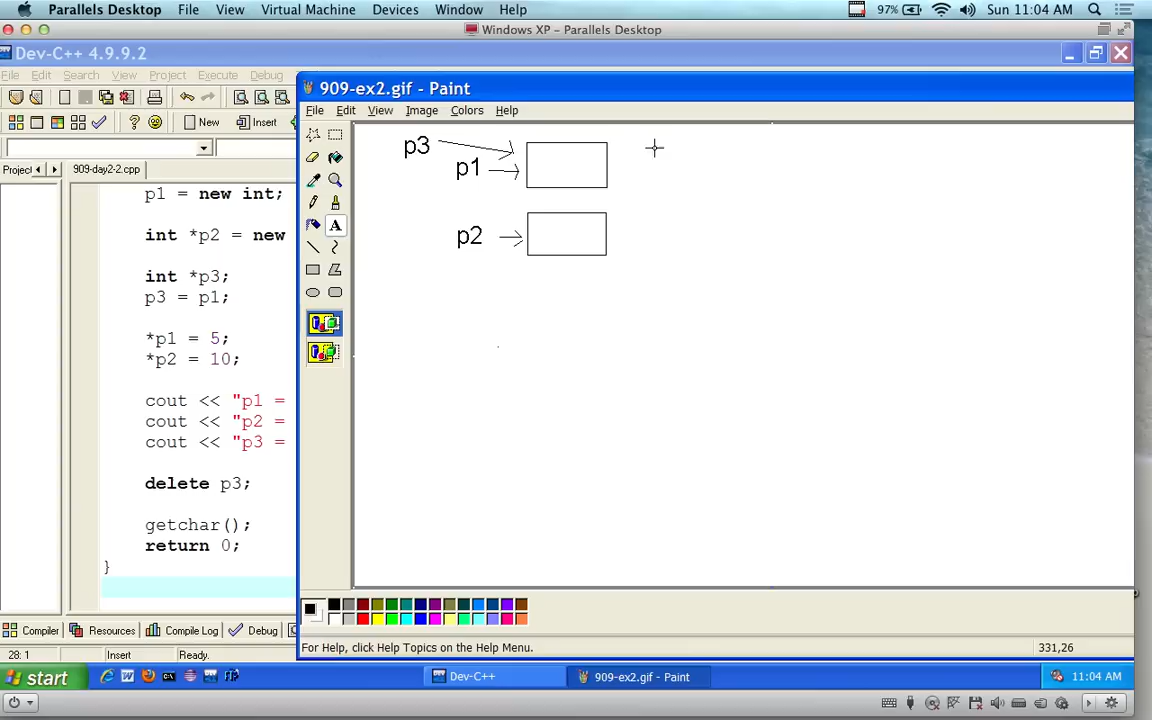 Parallels Desktop File View Virtual Machine Devices Window Help 97% Sun 11:04 AM
Windows XP – Parallels Desktop
Dev-C++ 4.9.9.2
File Edit Search View Project Execute Debug
909-ex2.gif - Paint
File Edit View Image Colors Help
New Insert
Projec 909-day2-2.cpp
p1 = new int;
int *p2 = new
int *p3;
p3 = p1;
*p1 = 5;
*p2 = 10;
cout << "p1 =
cout << "p2 =
cout << "p3 =
delete p3;
getchar();
return 0;
}
p3
p1
p2
A
Compiler Resources Compile Log Debug
28: 1 Insert Ready.
For Help, click Help Topics on the Help Menu. 331,26
start Dev-C++ 909-ex2.gif - Paint 11:04 AM